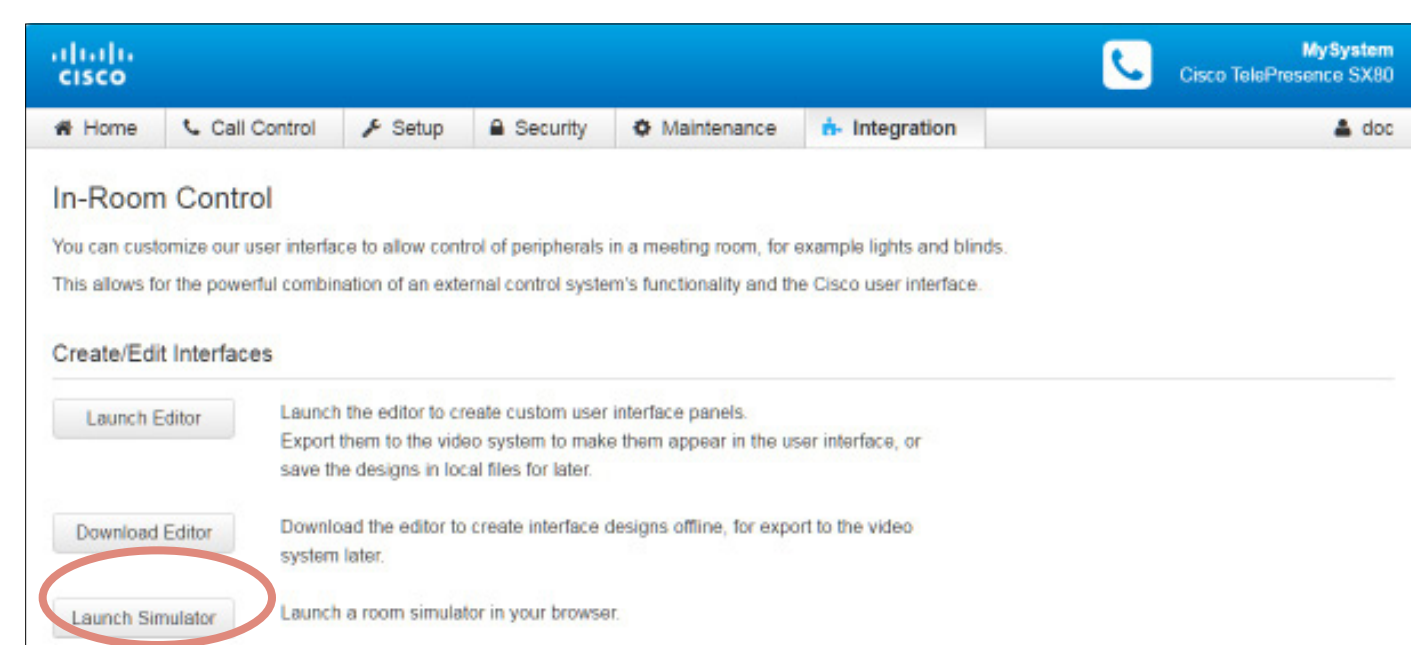 CISCO
MySystem
Cisco TelePresence SX80
Home Call Control Setup Security Maintenance Integration doc
In-Room Control
You can customize our user interface to allow control of peripherals in a meeting room, for example lights and blinds.
This allows for the powerful combination of an external control system's functionality and the Cisco user interface.
Create/Edit Interfaces
Launch Editor
Launch the editor to create custom user interface panels.
Export them to the video system to make them appear in the user interface, or
save the designs in local files for later.
Download Editor
Download the editor to create interface designs offline, for export to the video
system later.
Launch Simulator
Launch a room simulator in your browser.